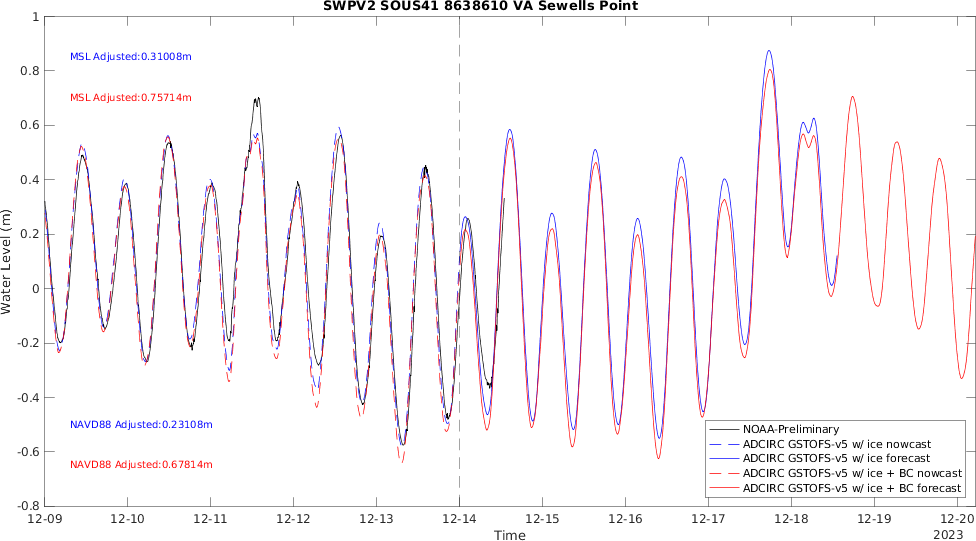 SWPV2 SOUS41 8638610 VA Sewells Point
MSL Adjusted:0.31008m
MSL Adjusted:0.75714m
NAVD88 Adjusted:0.23108m
NAVD88 Adjusted:0.67814m
Water Level (m)
1
0.8
0.6
0.4
0.2
0
-0.2
-0.4
-0.6
-0.8
NOAA-Preliminary
ADCIRC GSTOFS-v5 w/ ice nowcast
ADCIRC GSTOFS-v5 w/ ice forecast
ADCIRC GSTOFS-v5 w/ ice + BC nowcast
ADCIRC GSTOFS-v5 w/ ice + BC forecast
12-09 12-10 12-11 12-12 12-13 12-14 12-15 12-16 12-17 12-18 12-19 12-20
Time
2023